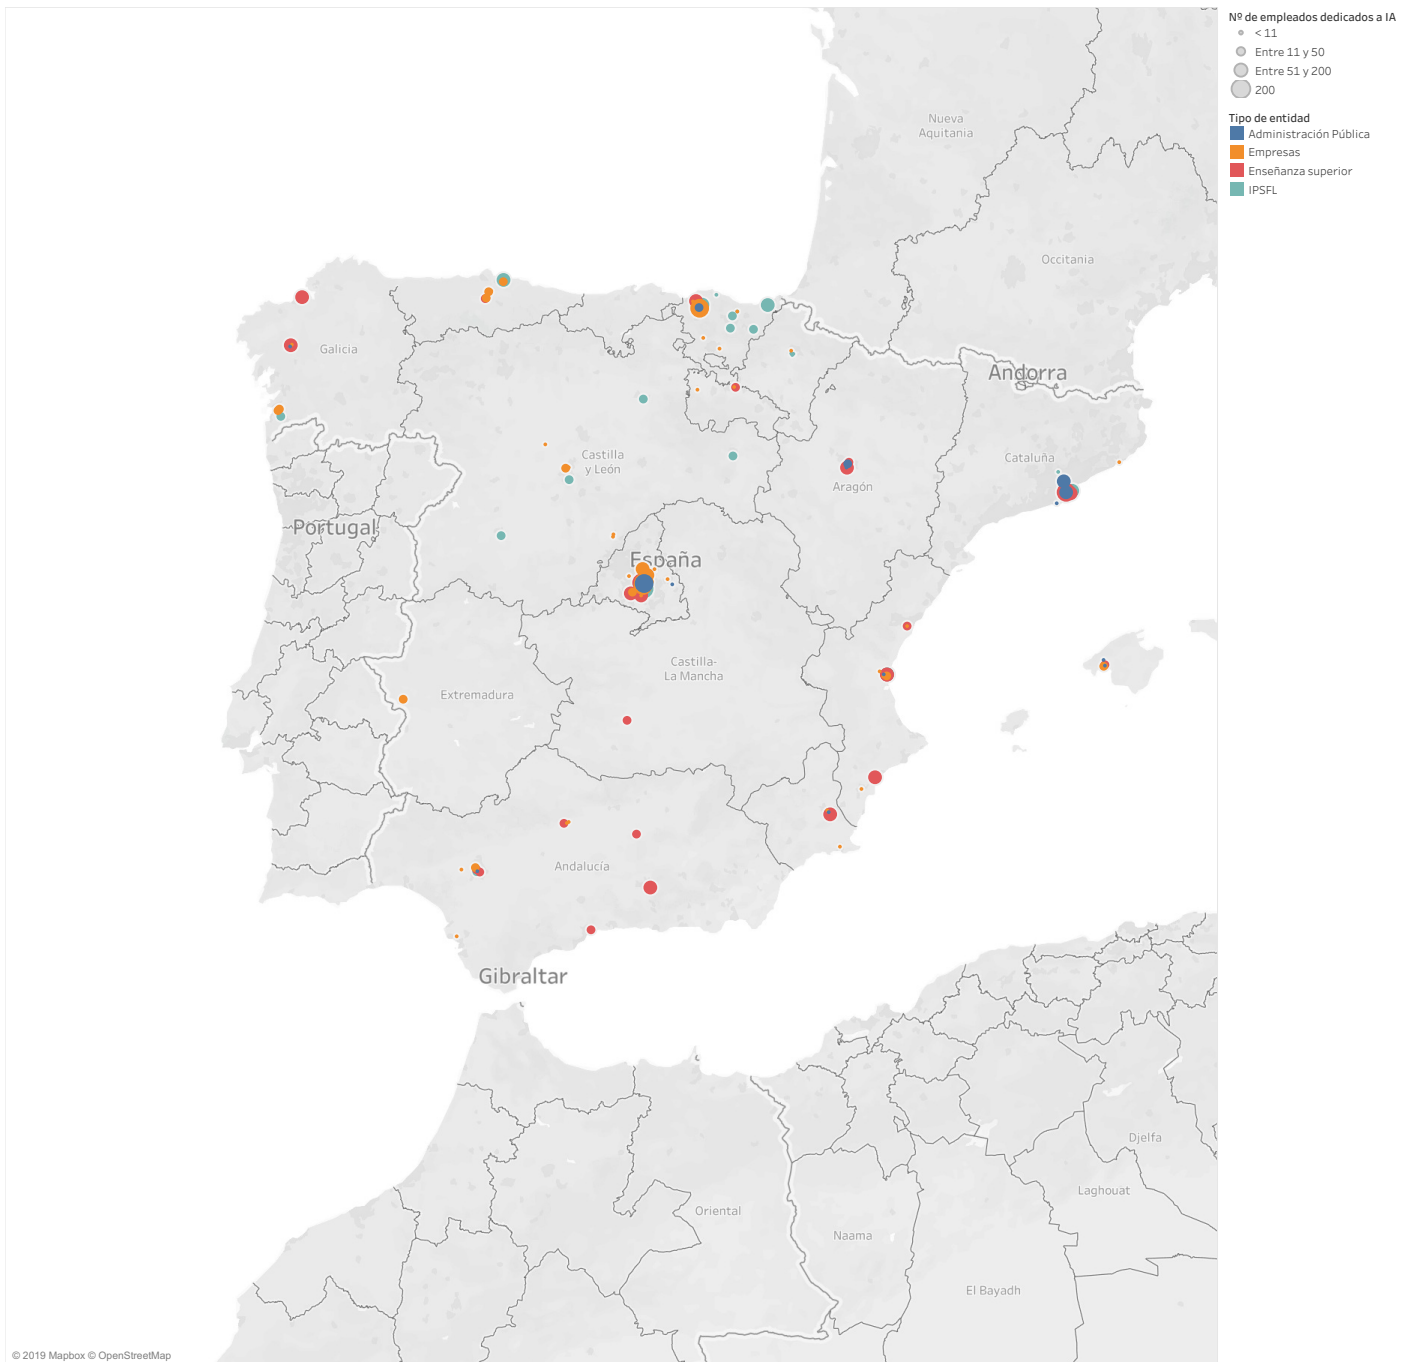 Nº de empleados dedicados a IA
< 11
Entre 11 y 50
Entre 51 y 200
200
Tipo de entidad
Administración Pública
Empresas
Enseñanza superior
IPSFL
Nueva
Aquitania
Occitania
Galicia
Andorra
Castilla
y León
Cataluña
Aragón
Portugal
España
Castilla-
La Mancha
Extremadura
Andalucía
Gibraltar
Djelfa
Laghouat
Oriental
Naama
El Bayadh
© 2019 Mapbox © OpenStreetMap